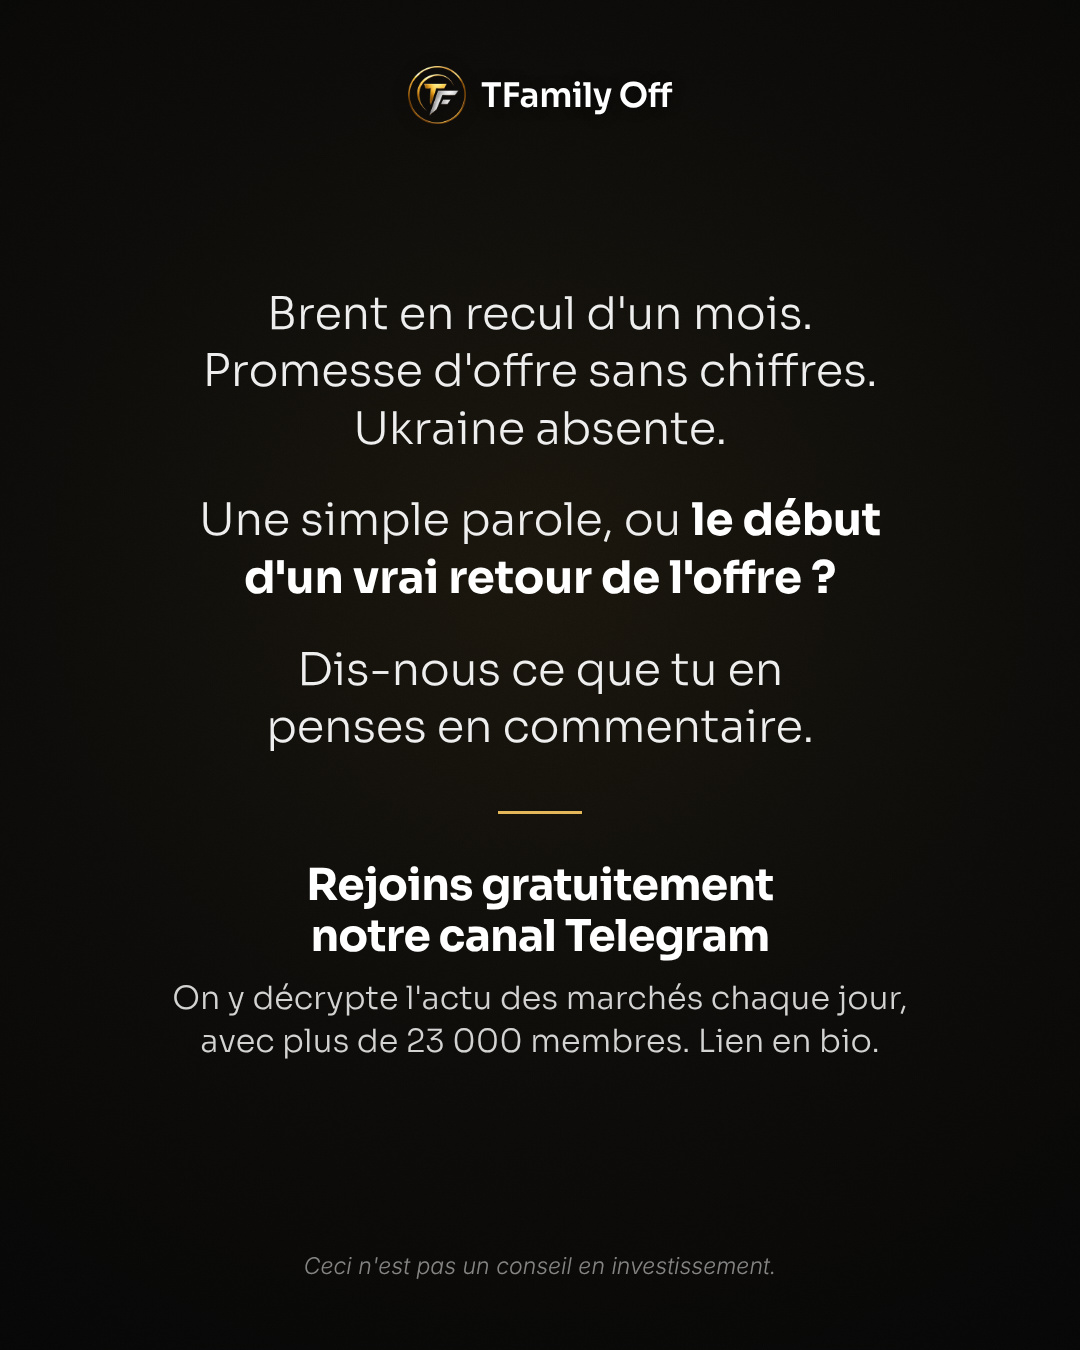 TF TFamily Off
Brent en recul d'un mois.
Promesse d'offre sans chiffres.
Ukraine absente.
Une simple parole, ou le début
d'un vrai retour de l'offre ?
Dis-nous ce que tu en
penses en commentaire.
Rejoins gratuitement
notre canal Telegram
On y décrypte l'actu des marchés chaque jour,
avec plus de 23 000 membres. Lien en bio.
Ceci n'est pas un conseil en investissement.